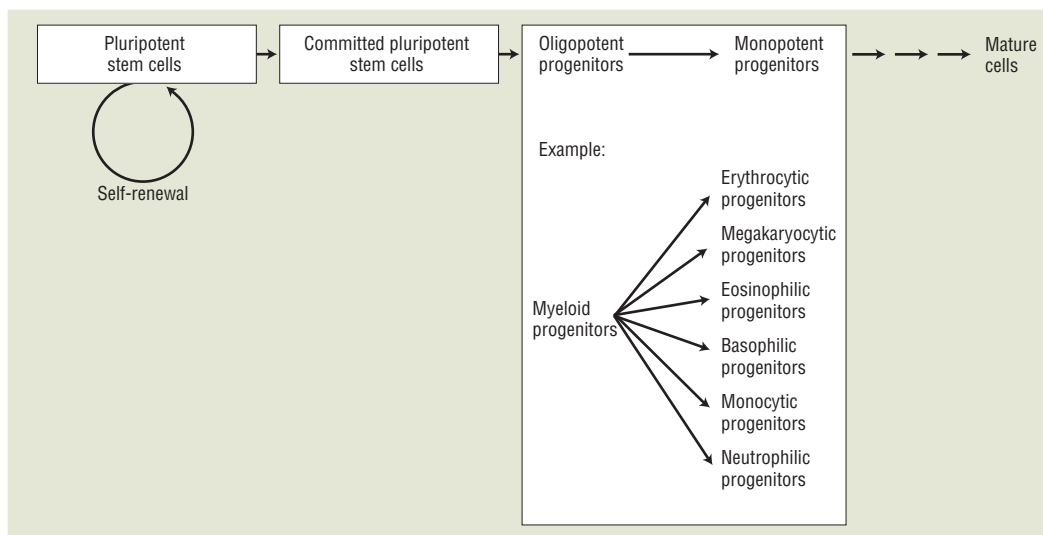 Pluripotent
stem cells
Committed pluripotent
stem cells
Oligopotent
progenitors
Monopotent
progenitors
Mature
cells
Self-renewal
Example:
Myeloid
progenitors
Erythrocytic
progenitors
Megakaryocytic
progenitors
Eosinophilic
progenitors
Basophilic
progenitors
Monocytic
progenitors
Neutrophilic
progenitors